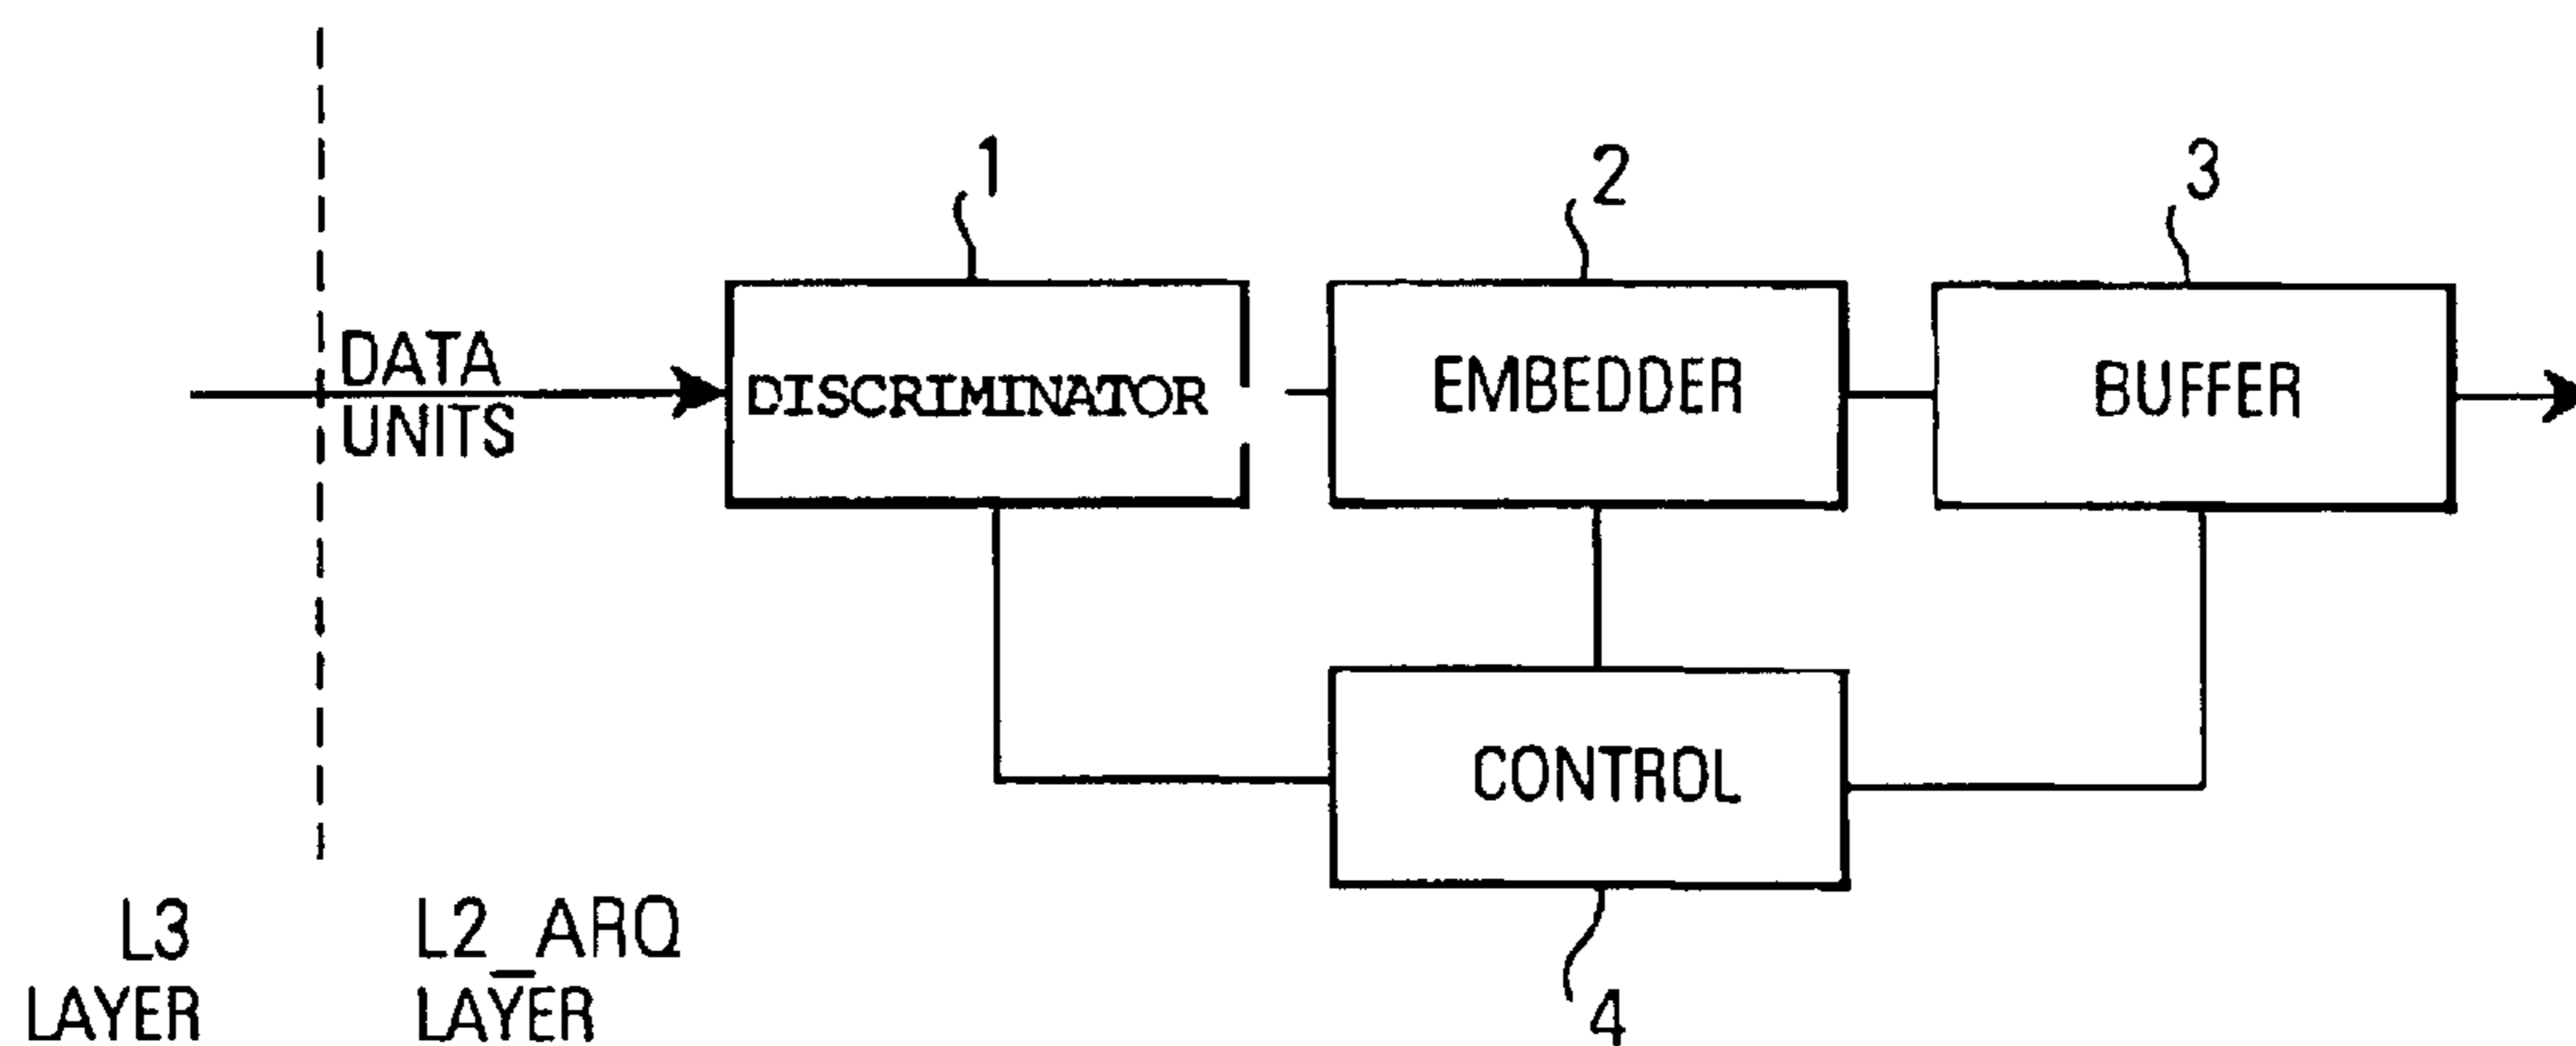 1
2
3
DATA
UNITS
DISCRIMINATOR
EMBEDDER
BUFFER
CONTROL
4
L3
LAYER
L2_ARQ
LAYER